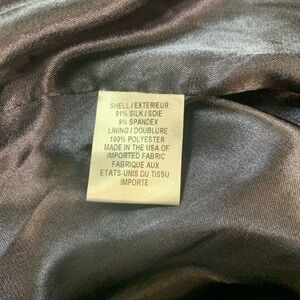 SHELL / EXTERIEUR
91% SILK / SOIE
9% SPANDEX
LINING / DOUBLURE
100% POLYESTER
MADE IN THE USA OF
IMPORTED FABRIC
FABRIQUE AUX
ETATS-UNIS DU TISSU
IMPORTE